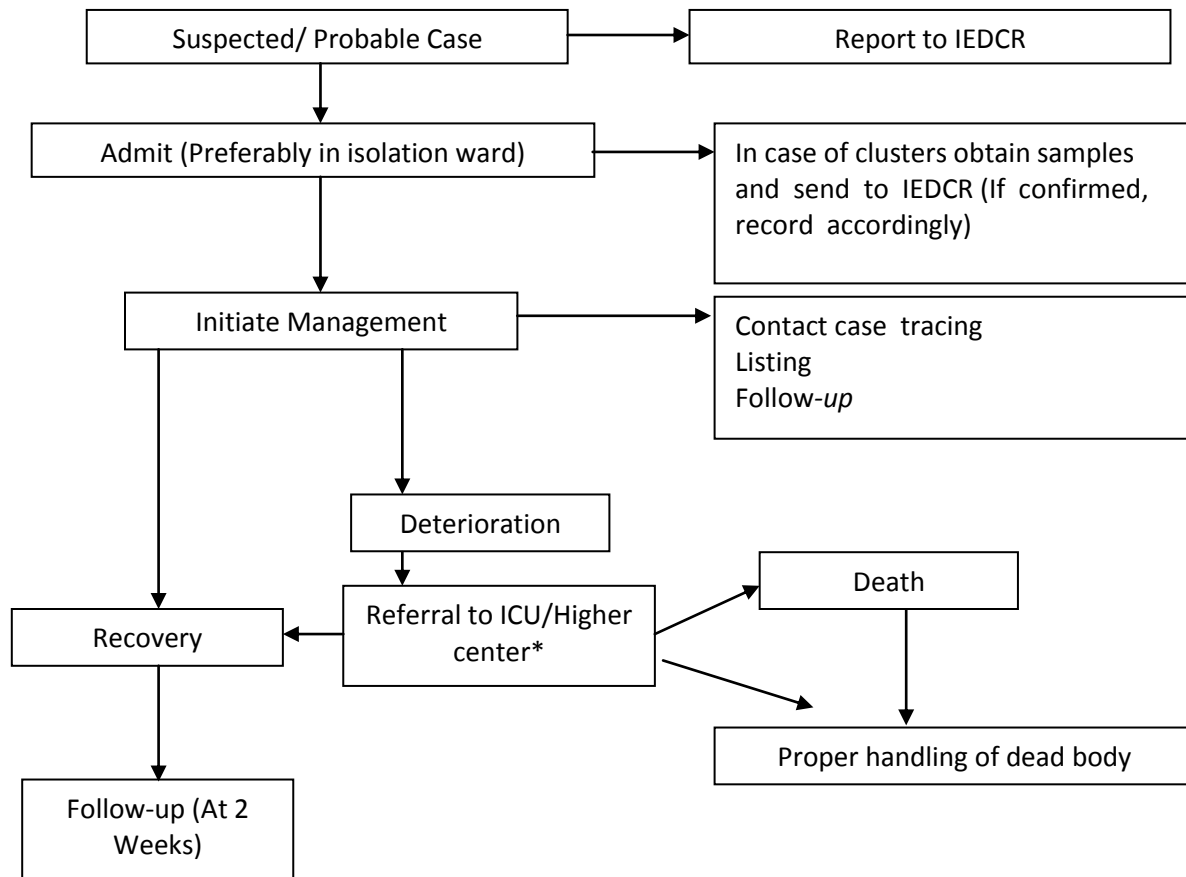 Suspected/ Probable Case
Report to IEDCR
Admit (Preferably in isolation ward)
In case of clusters obtain samples
and send to IEDCR (If confirmed,
record accordingly)
Initiate Management
Contact case tracing
Listing
Follow-up
Deterioration
Death
Referral to ICU/Higher
center*
Recovery
Proper handling of dead body
Follow-up (At 2
Weeks)